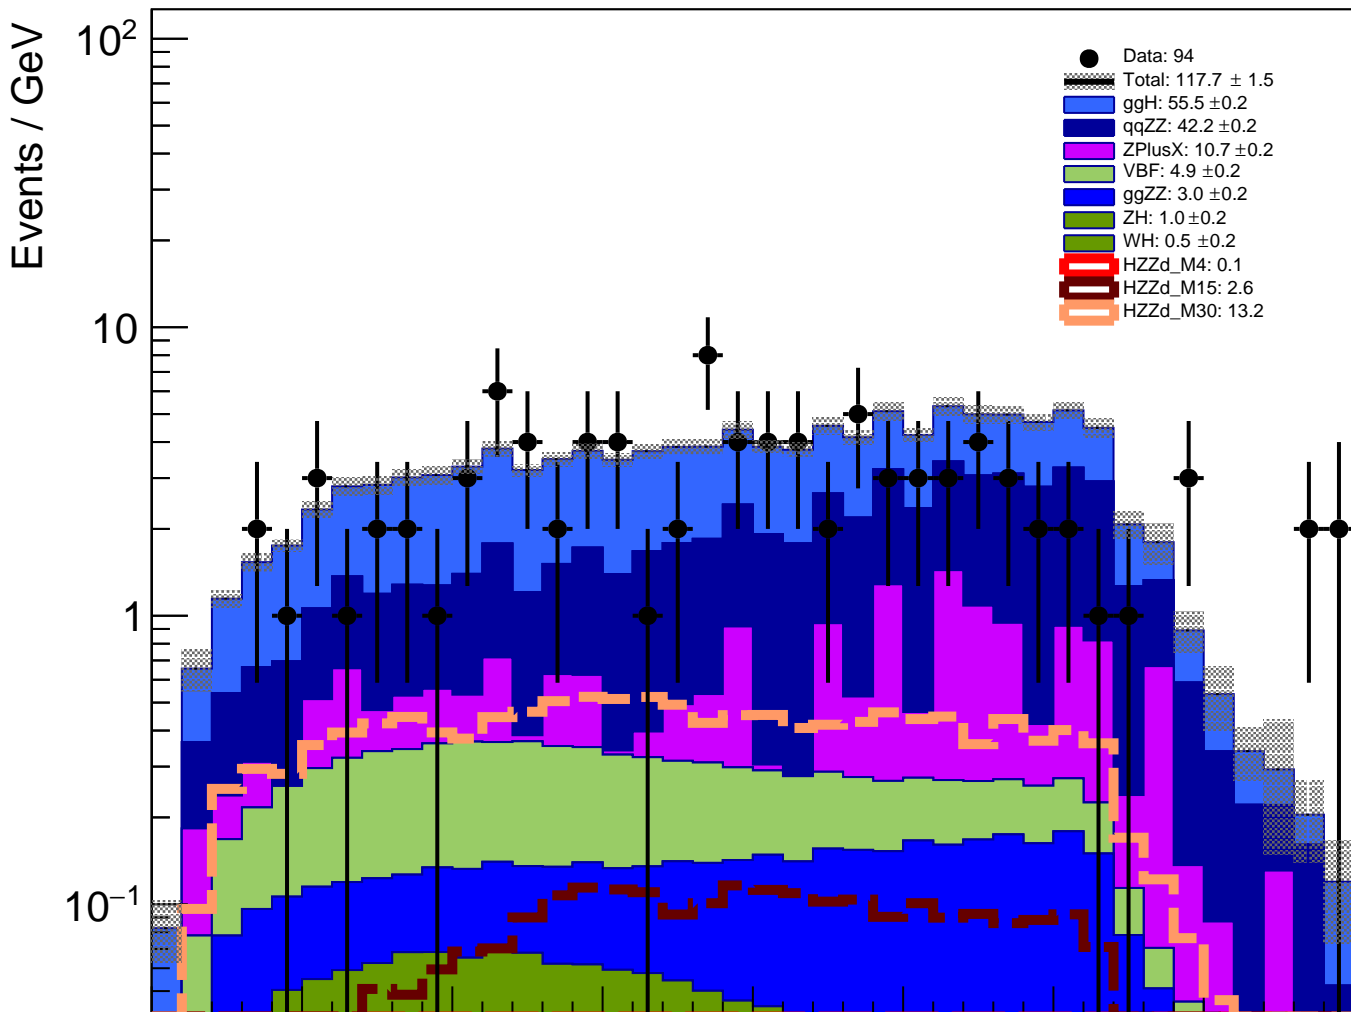 Events / GeV
10²
10
1
10⁻¹
Data: 94
Total: 117.7 ± 1.5
ggH: 55.5 ±0.2
qqZZ: 42.2 ±0.2
ZPlusX: 10.7 ±0.2
VBF: 4.9 ±0.2
ggZZ: 3.0 ±0.2
ZH: 1.0 ±0.2
WH: 0.5 ±0.2
HZZd_M4: 0.1
HZZd_M15: 2.6
HZZd_M30: 13.2